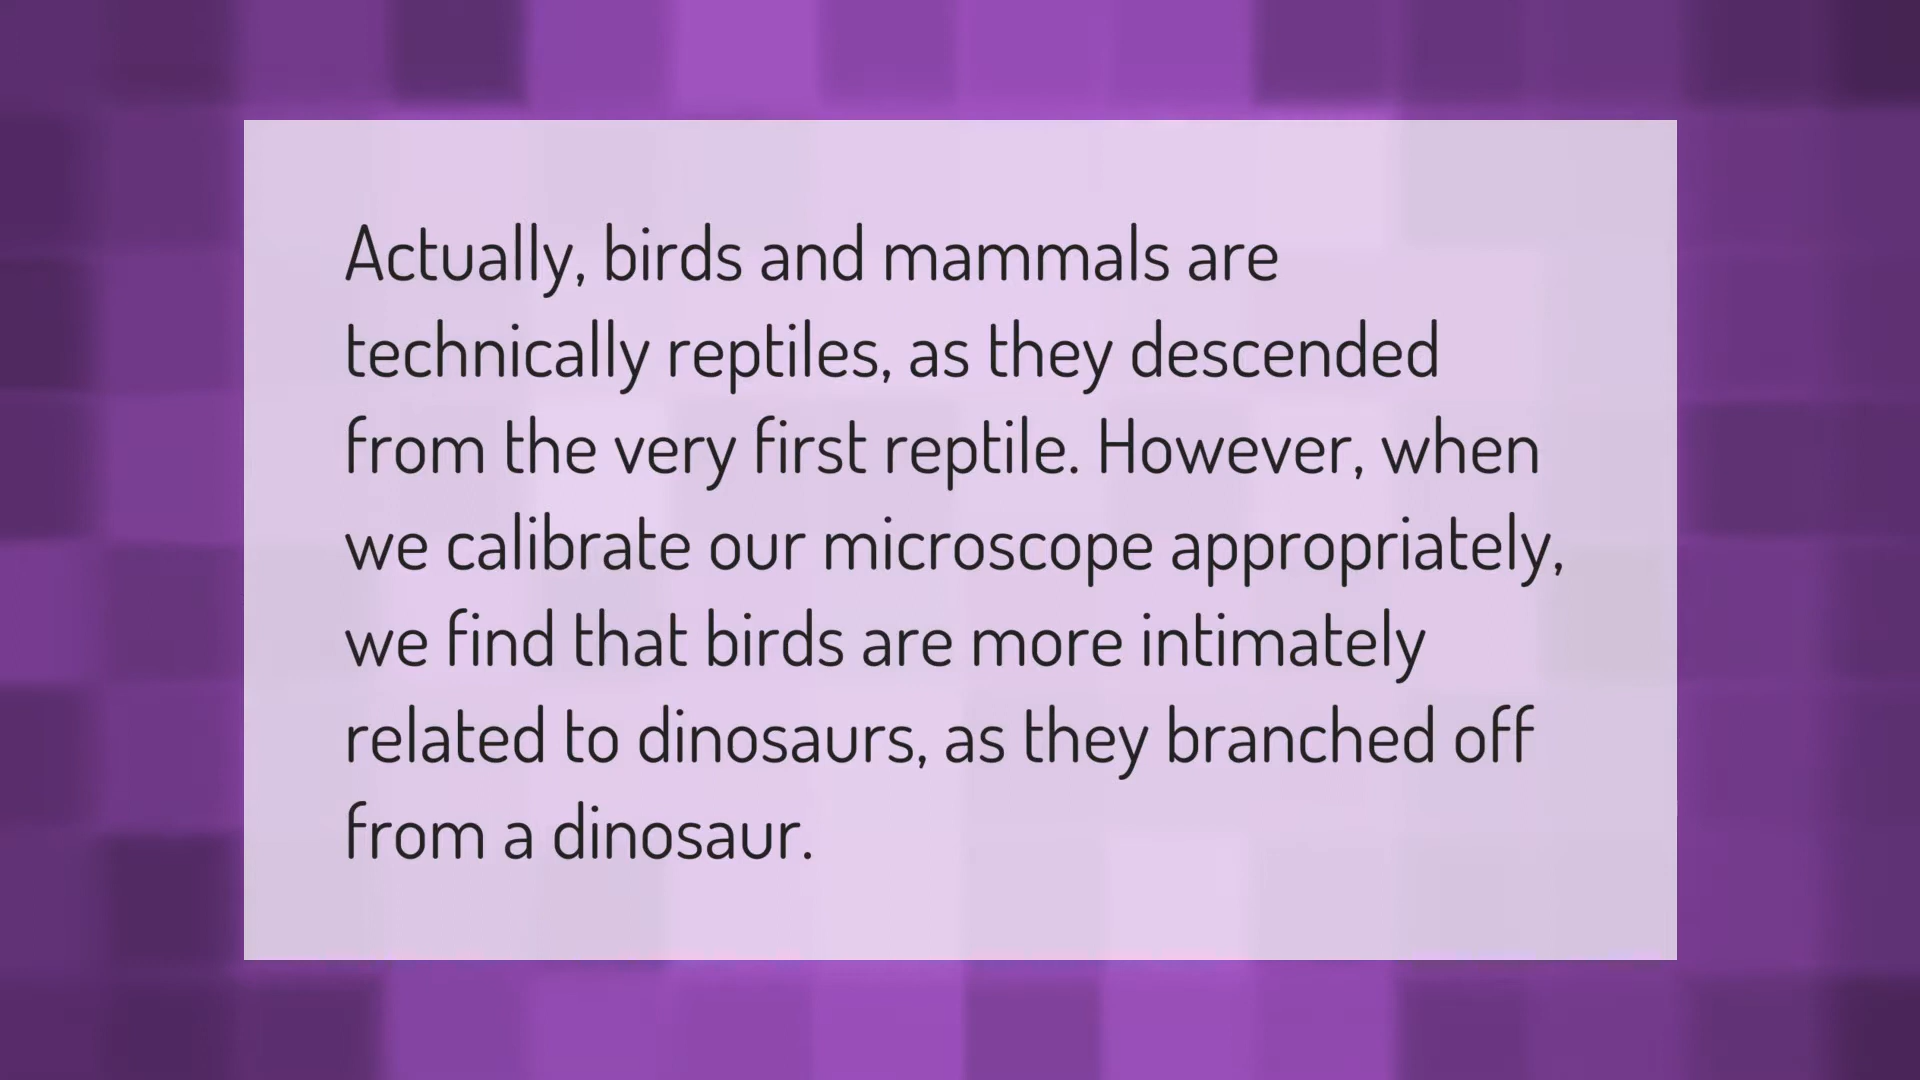 Actually, birds and mammals are
technically reptiles, as they descended
from the very first reptile. However, when
we calibrate our microscope appropriately,
we find that birds are more intimately
related to dinosaurs, as they branched off
from a dinosaur.